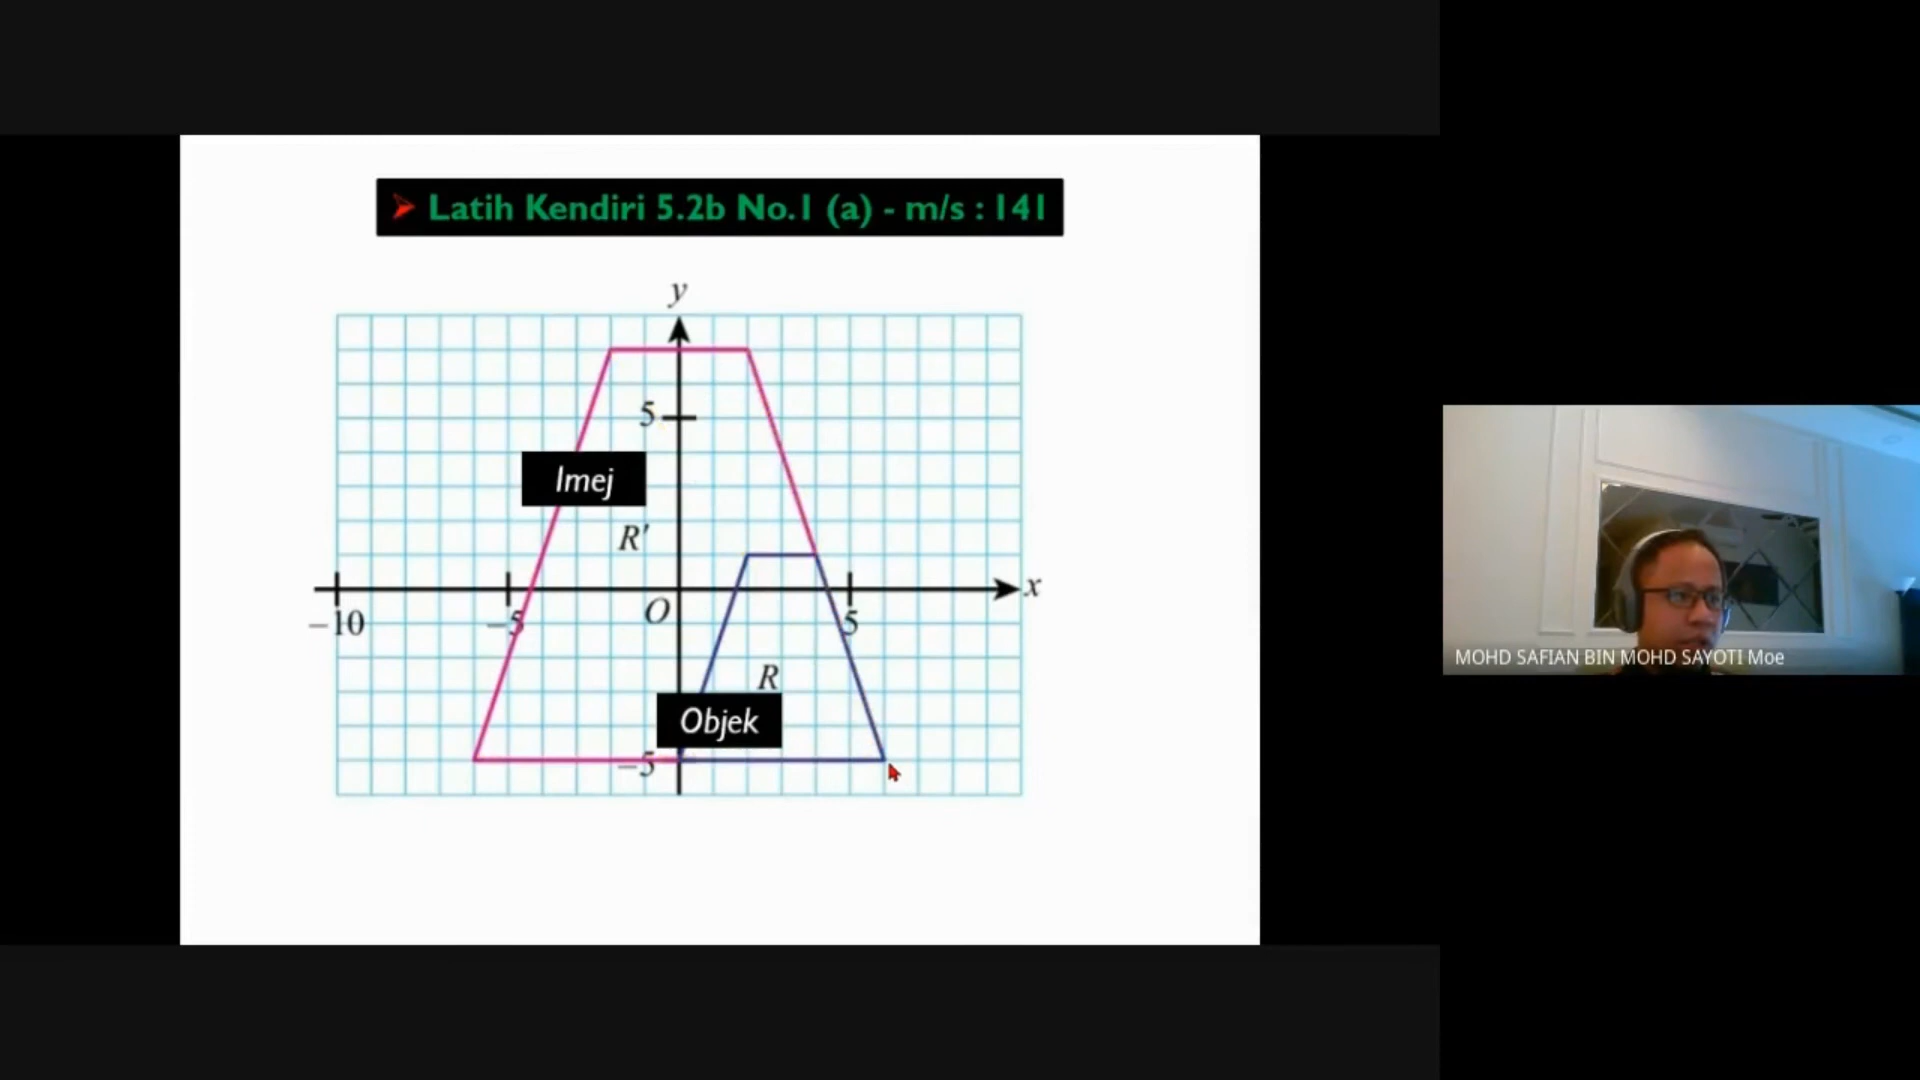 Latih Kendiri 5.2b No.1 (a) - m/s : 141
y
5
Imej
R'
x
-10
-5
O
5
R
Objek
-5
MOHD SAFIAN BIN MOHD SAYOTI Moe